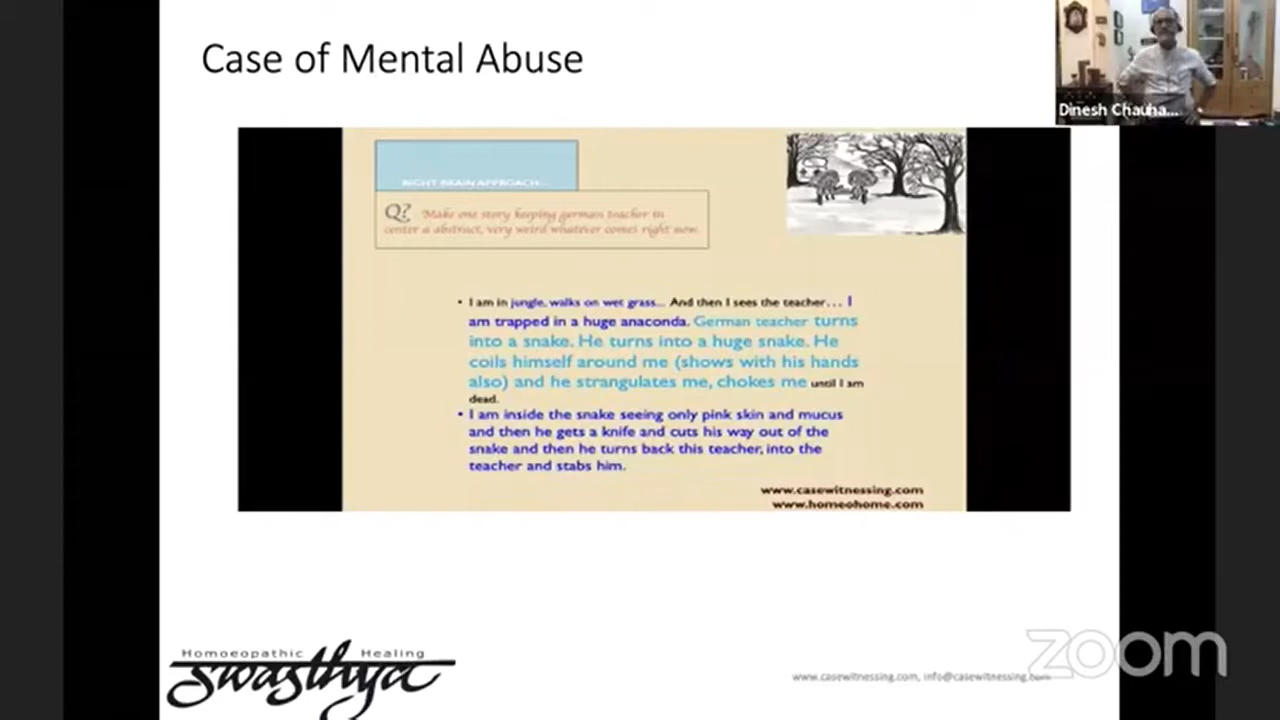 Case of Mental Abuse
Dinesh Chauha...
RIGHT BRAIN APPROACH...
Q? Make one story keeping german teacher in
center a abstract, very weird whatever comes right now.
• I am in jungle, walks on wet grass... And then I sees the teacher... I
am trapped in a huge anaconda. German teacher turns
into a snake. He turns into a huge snake. He
coils himself around me (shows with his hands
also) and he strangulates me, chokes me until I am
dead.
• I am inside the snake seeing only pink skin and mucus
and then he gets a knife and cuts his way out of the
snake and then he turns back this teacher, into the
teacher and stabs him.
www.casewitnessing.com
www.homeohome.com
Homoeopathic Healing
swasthya
www.casewitnessing.com, info@casewitnessing.com
zoom